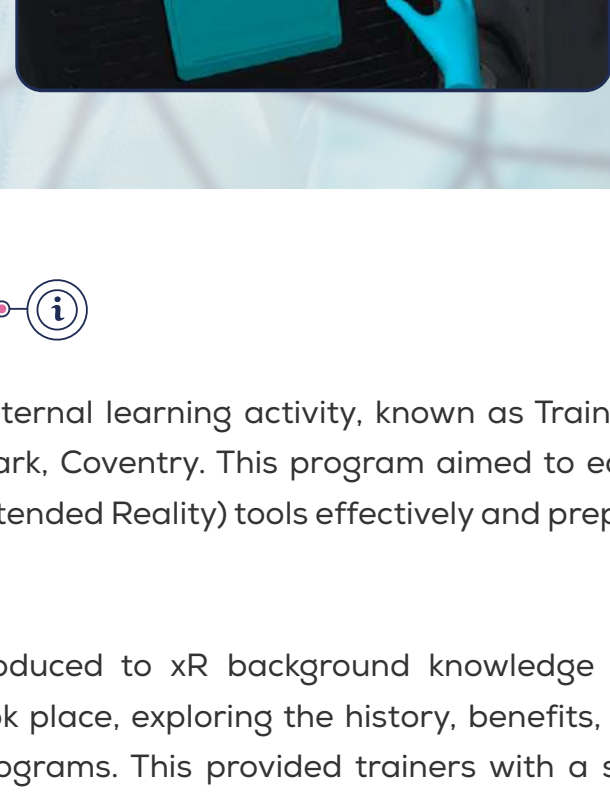 i
ternal learning activity, known as Train
ark, Coventry. This program aimed to
tended Reality) tools effectively and prep
oduced to xR background knowledge
ok place, exploring the history, benefits,
ograms. This provided trainers with a s